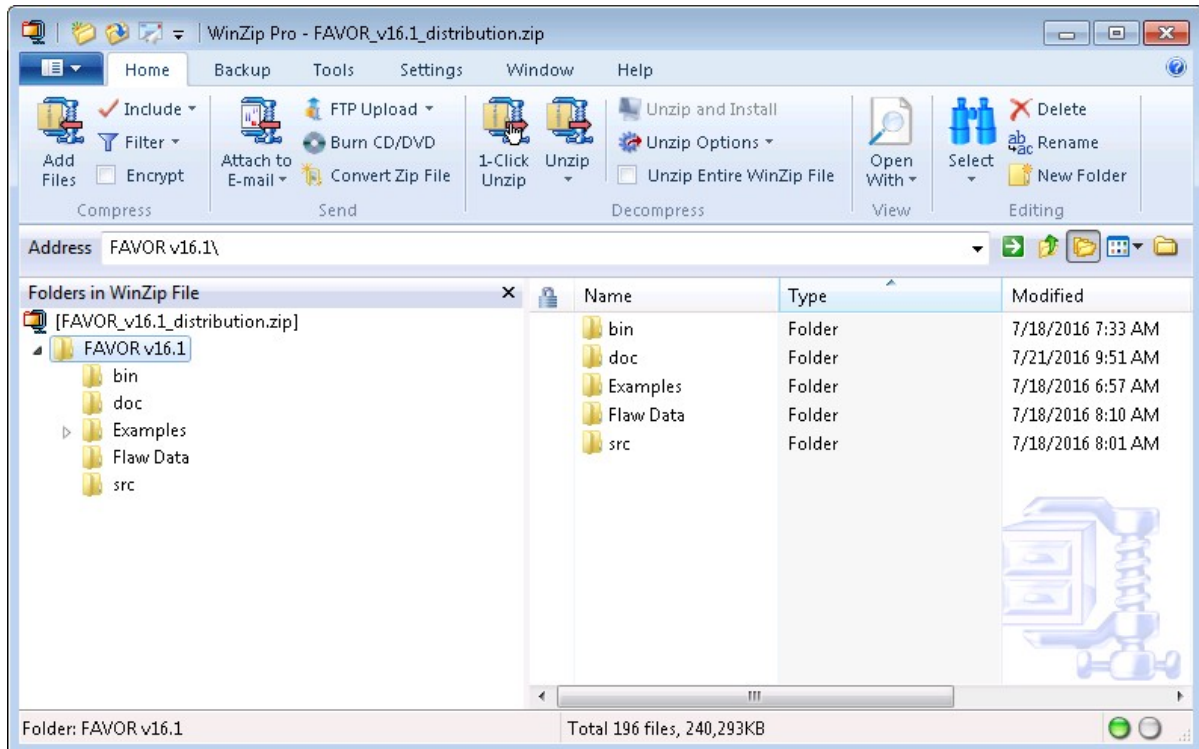 WinZip Pro - FAVOR_v16.1_distribution.zip
Home Backup Tools Settings Window Help
Add Files
Include
Filter
Encrypt
Compress
Attach to E-mail
FTP Upload
Burn CD/DVD
Convert Zip File
Send
1-Click Unzip
Unzip
Unzip and Install
Unzip Options
Unzip Entire WinZip File
Decompress
Open With
View
Select
Delete
Rename
New Folder
Editing
Address FAVOR v16.1\
Folders in WinZip File
[FAVOR_v16.1_distribution.zip]
FAVOR v16.1
bin
doc
Examples
Flaw Data
src
Name Type Modified
bin Folder 7/18/2016 7:33 AM
doc Folder 7/21/2016 9:51 AM
Examples Folder 7/18/2016 6:57 AM
Flaw Data Folder 7/18/2016 8:10 AM
src Folder 7/18/2016 8:01 AM
Folder: FAVOR v16.1
Total 196 files, 240,293KB